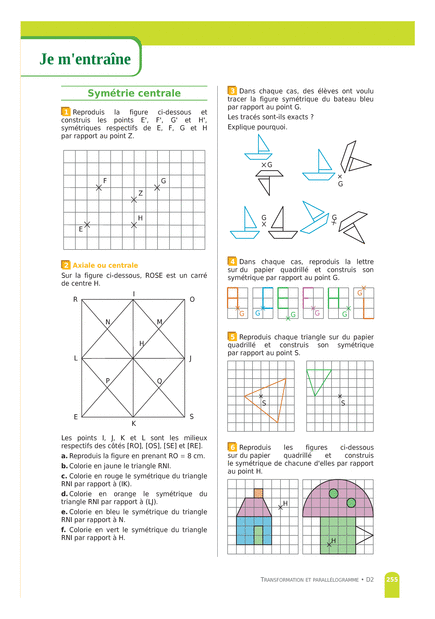 Je m'entraîne
Symétrie centrale
1 Reproduis la figure ci-dessous et
construis les points E', F', G' et H',
symétriques respectifs de E, F, G et H
par rapport au point Z.
F
G
Z
H
E
2 Axiale ou centrale
Sur la figure ci-dessous, ROSE est un carré
de centre H.
R I O
N M
H
L J
P Q
E K S
Les points I, J, K et L sont les milieux
respectifs des côtés [RO], [OS], [SE] et [RE].
a. Reproduis la figure en prenant RO = 8 cm.
b. Colorie en jaune le triangle RNI.
c. Colorie en rouge le symétrique du triangle
RNI par rapport à (IK).
d. Colorie en orange le symétrique du
triangle RNI par rapport à (LJ).
e. Colorie en bleu le symétrique du triangle
RNI par rapport à N.
f. Colorie en vert le symétrique du triangle
RNI par rapport à H.
3 Dans chaque cas, des élèves ont voulu
tracer la figure symétrique du bateau bleu
par rapport au point G.
Les tracés sont-ils exacts ?
Explique pourquoi.
G
G
G
G
4 Dans chaque cas, reproduis la lettre
sur du papier quadrillé et construis son
symétrique par rapport au point G.
G G G G G G
5 Reproduis chaque triangle sur du papier
quadrillé et construis son symétrique
par rapport au point S.
S
S
6 Reproduis les figures ci-dessous
sur du papier quadrillé et construis
le symétrique de chacune d'elles par rapport
au point H.
H
H
TRANSFORMATION ET PARALLÉLOGRAMME • D2 255